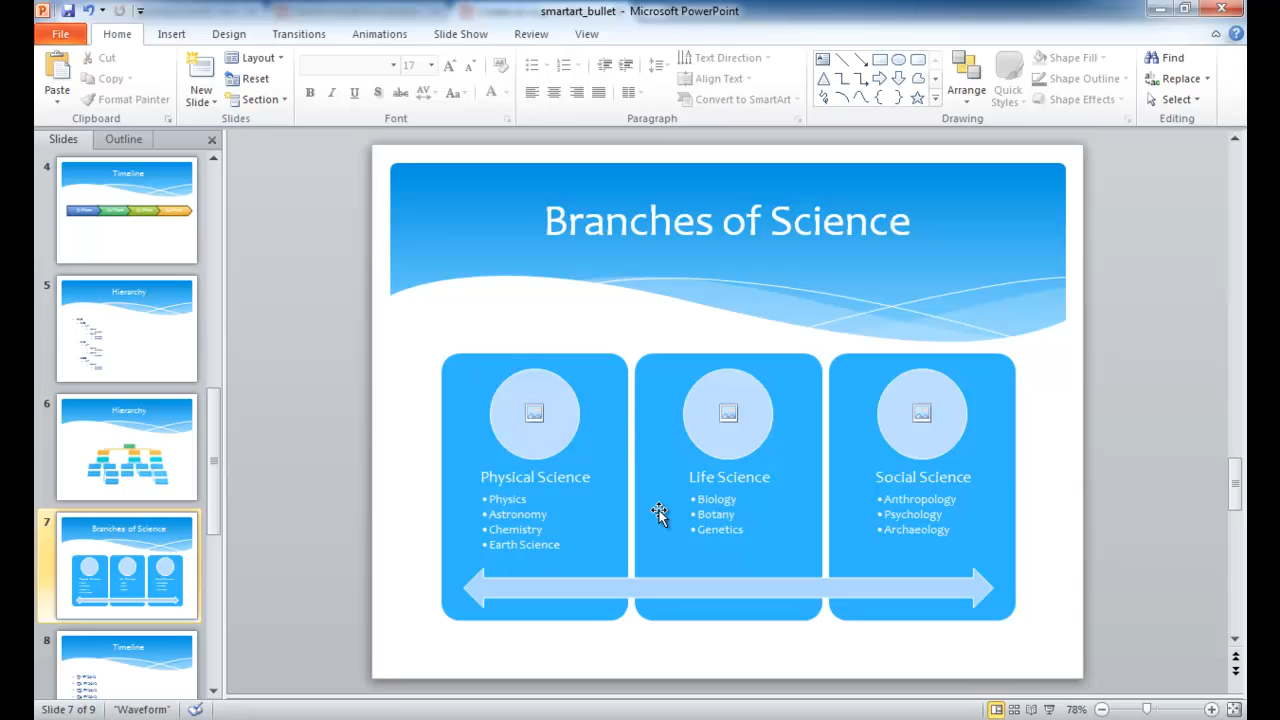 smartart_bullet - Microsoft PowerPoint
File Home Insert Design Transitions Animations Slide Show Review View
Paste
Cut
Copy
Format Painter
Clipboard
New Slide
Layout
Reset
Section
Slides
17
B I U S abc AV Aa A
Font
Text Direction
Align Text
Convert to SmartArt
Paragraph
Arrange
Quick Styles
Shape Fill
Shape Outline
Shape Effects
Drawing
Find
Replace
Select
Editing
Slides Outline
4
Timeline
5
Hierarchy
6
Hierarchy
7
Branches of Science
8
Timeline
Branches of Science
Physical Science
• Physics
• Astronomy
• Chemistry
• Earth Science
Life Science
• Biology
• Botany
• Genetics
Social Science
• Anthropology
• Psychology
• Archaeology
Slide 7 of 9 "Waveform" 78%